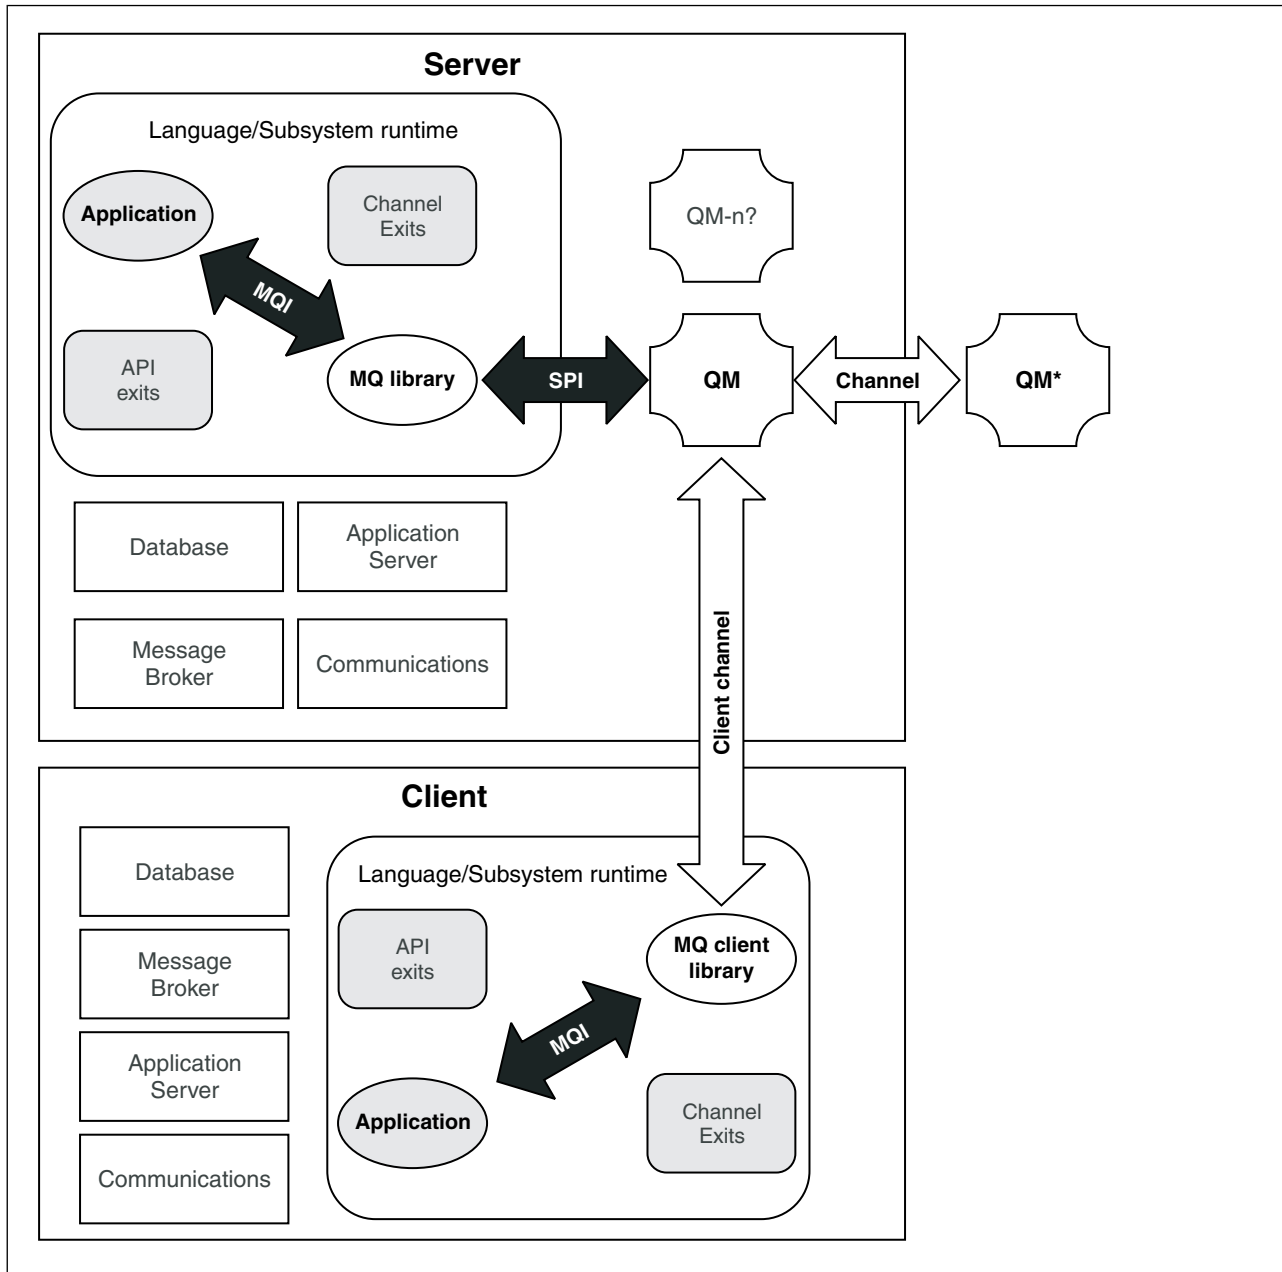 Server
Language/Subsystem runtime
Application
Channel
Exits
QM-n?
MQI
API
exits
MQ library
SPI
QM
Channel
QM*
Database
Application
Server
Message
Broker
Communications
Client channel
Client
Database
Language/Subsystem runtime
API
exits
MQ client
library
Message
Broker
MQI
Application
Server
Application
Channel
Exits
Communications